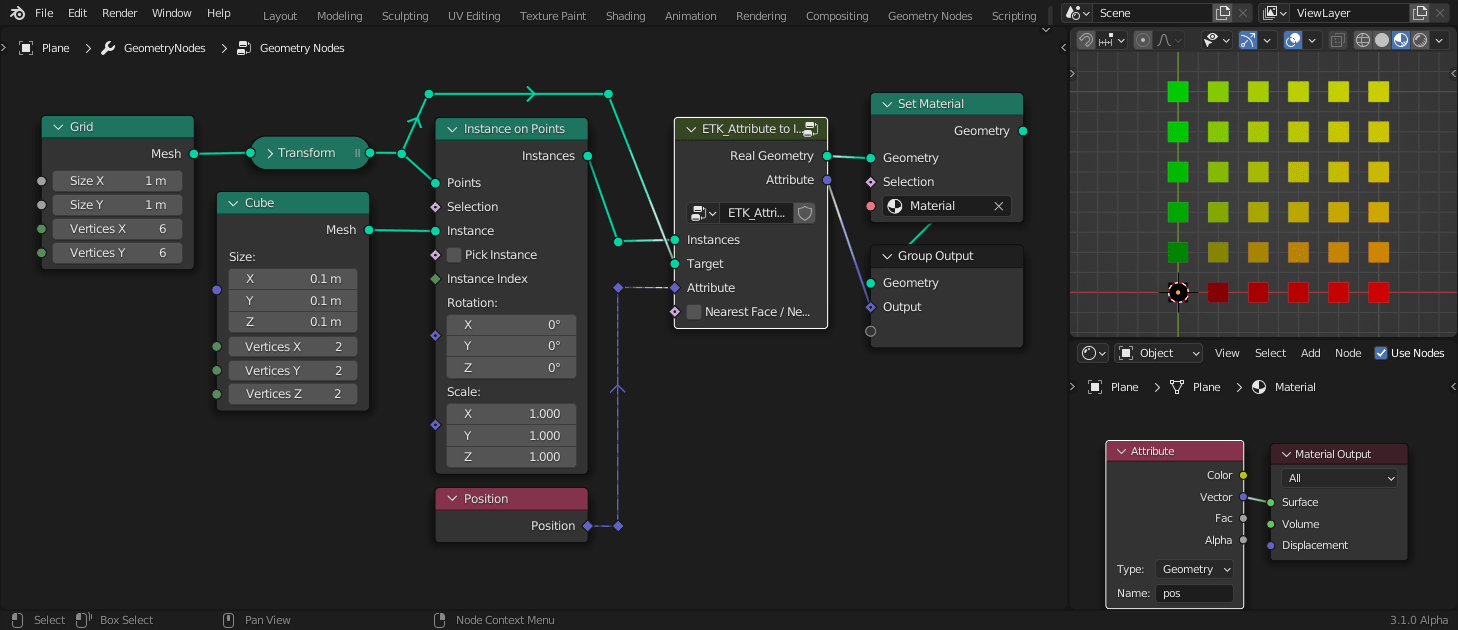 File Edit Render Window Help Layout Modeling Sculpting UV Editing Texture Paint Shading Animation Rendering Compositing Geometry Nodes Scripting Scene ViewLayer
Plane GeometryNodes Geometry Nodes
Grid
Mesh
Size X 1 m
Size Y 1 m
Vertices X 6
Vertices Y 6
Transform
Cube
Mesh
Size:
X 0.1 m
Y 0.1 m
Z 0.1 m
Vertices X 2
Vertices Y 2
Vertices Z 2
Instance on Points
Instances
Points
Selection
Instance
Pick Instance
Instance Index
Rotation:
X 0°
Y 0°
Z 0°
Scale:
X 1.000
Y 1.000
Z 1.000
Position
Position
ETK_Attribute to I...
Real Geometry
Attribute
ETK_Attri...
Instances
Target
Attribute
Nearest Face / Ne...
Set Material
Geometry
Geometry
Selection
Material
Group Output
Geometry
Output
Object View Select Add Node Use Nodes
Plane Plane Material
Attribute
Color
Vector
Fac
Alpha
Type: Geometry
Name: pos
Material Output
All
Surface
Volume
Displacement
Select Box Select Pan View Node Context Menu 3.1.0 Alpha